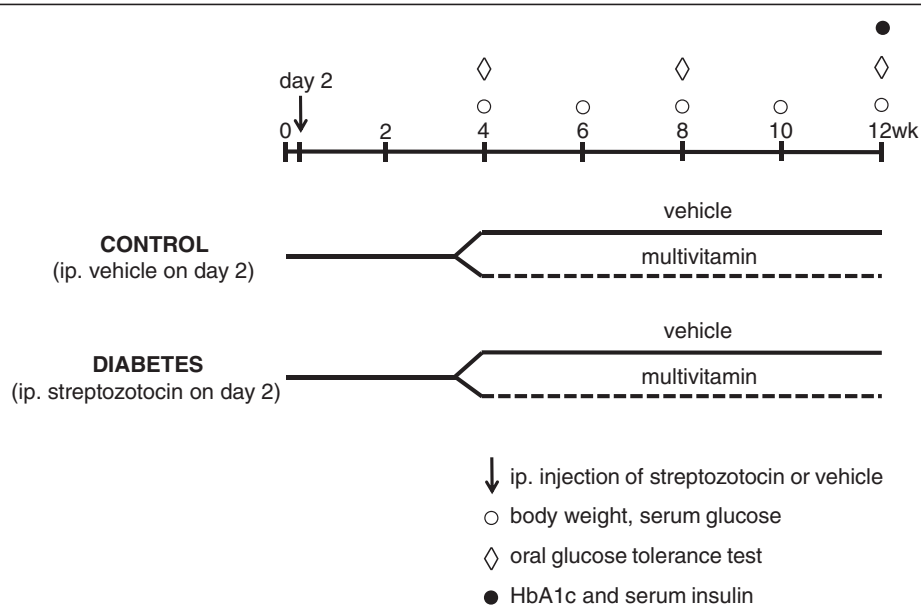 day 2
0 2 4 6 8 10 12wk
vehicle
CONTROL
(ip. vehicle on day 2)
multivitamin
vehicle
DIABETES
(ip. streptozotocin on day 2)
multivitamin
ip. injection of streptozotocin or vehicle
body weight, serum glucose
oral glucose tolerance test
HbA1c and serum insulin